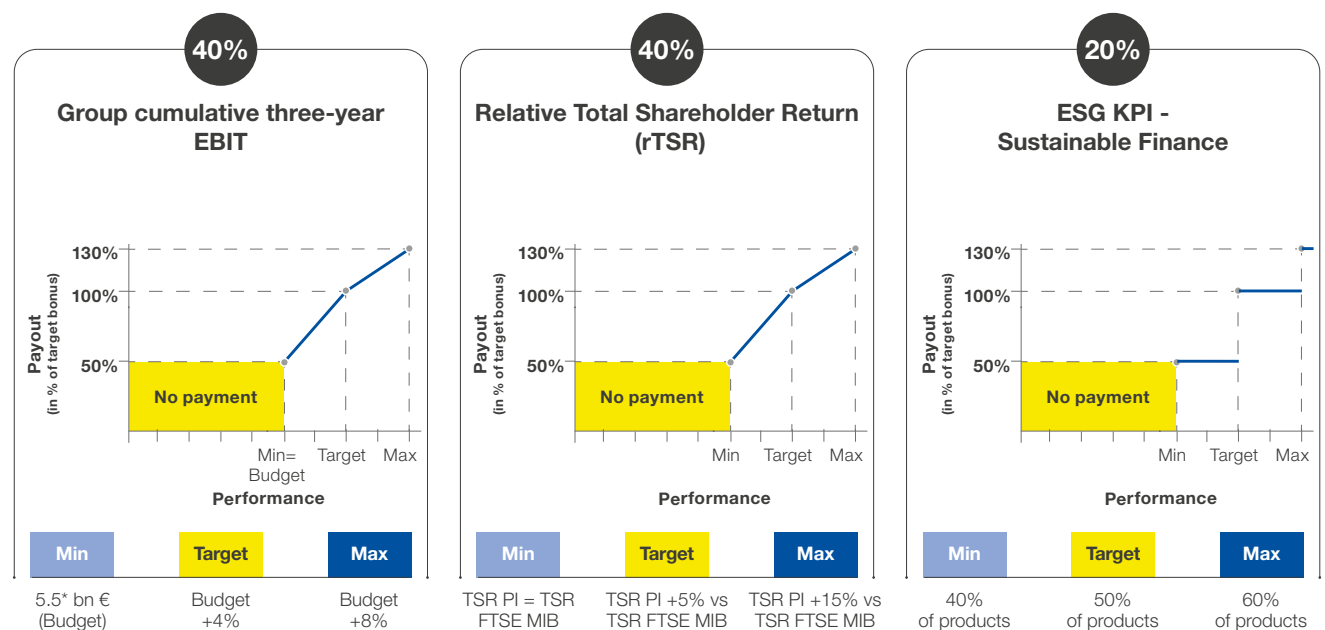 40%
Group cumulative three-year
EBIT
Payout
(in % of target bonus)
130%
100%
50%
No payment
Min=
Budget
Target
Max
Performance
Min
Target
Max
5.5* bn €
(Budget)
Budget
+4%
Budget
+8%
40%
Relative Total Shareholder Return
(rTSR)
Payout
(in % of target bonus)
130%
100%
50%
No payment
Min
Target
Max
Performance
Min
Target
Max
TSR PI = TSR
FTSE MIB
TSR PI +5% vs
TSR FTSE MIB
TSR PI +15% vs
TSR FTSE MIB
20%
ESG KPI -
Sustainable Finance
Payout
(in % of target bonus)
130%
100%
50%
No payment
Min
Target
Max
Performance
Min
Target
Max
40%
of products
50%
of products
60%
of products